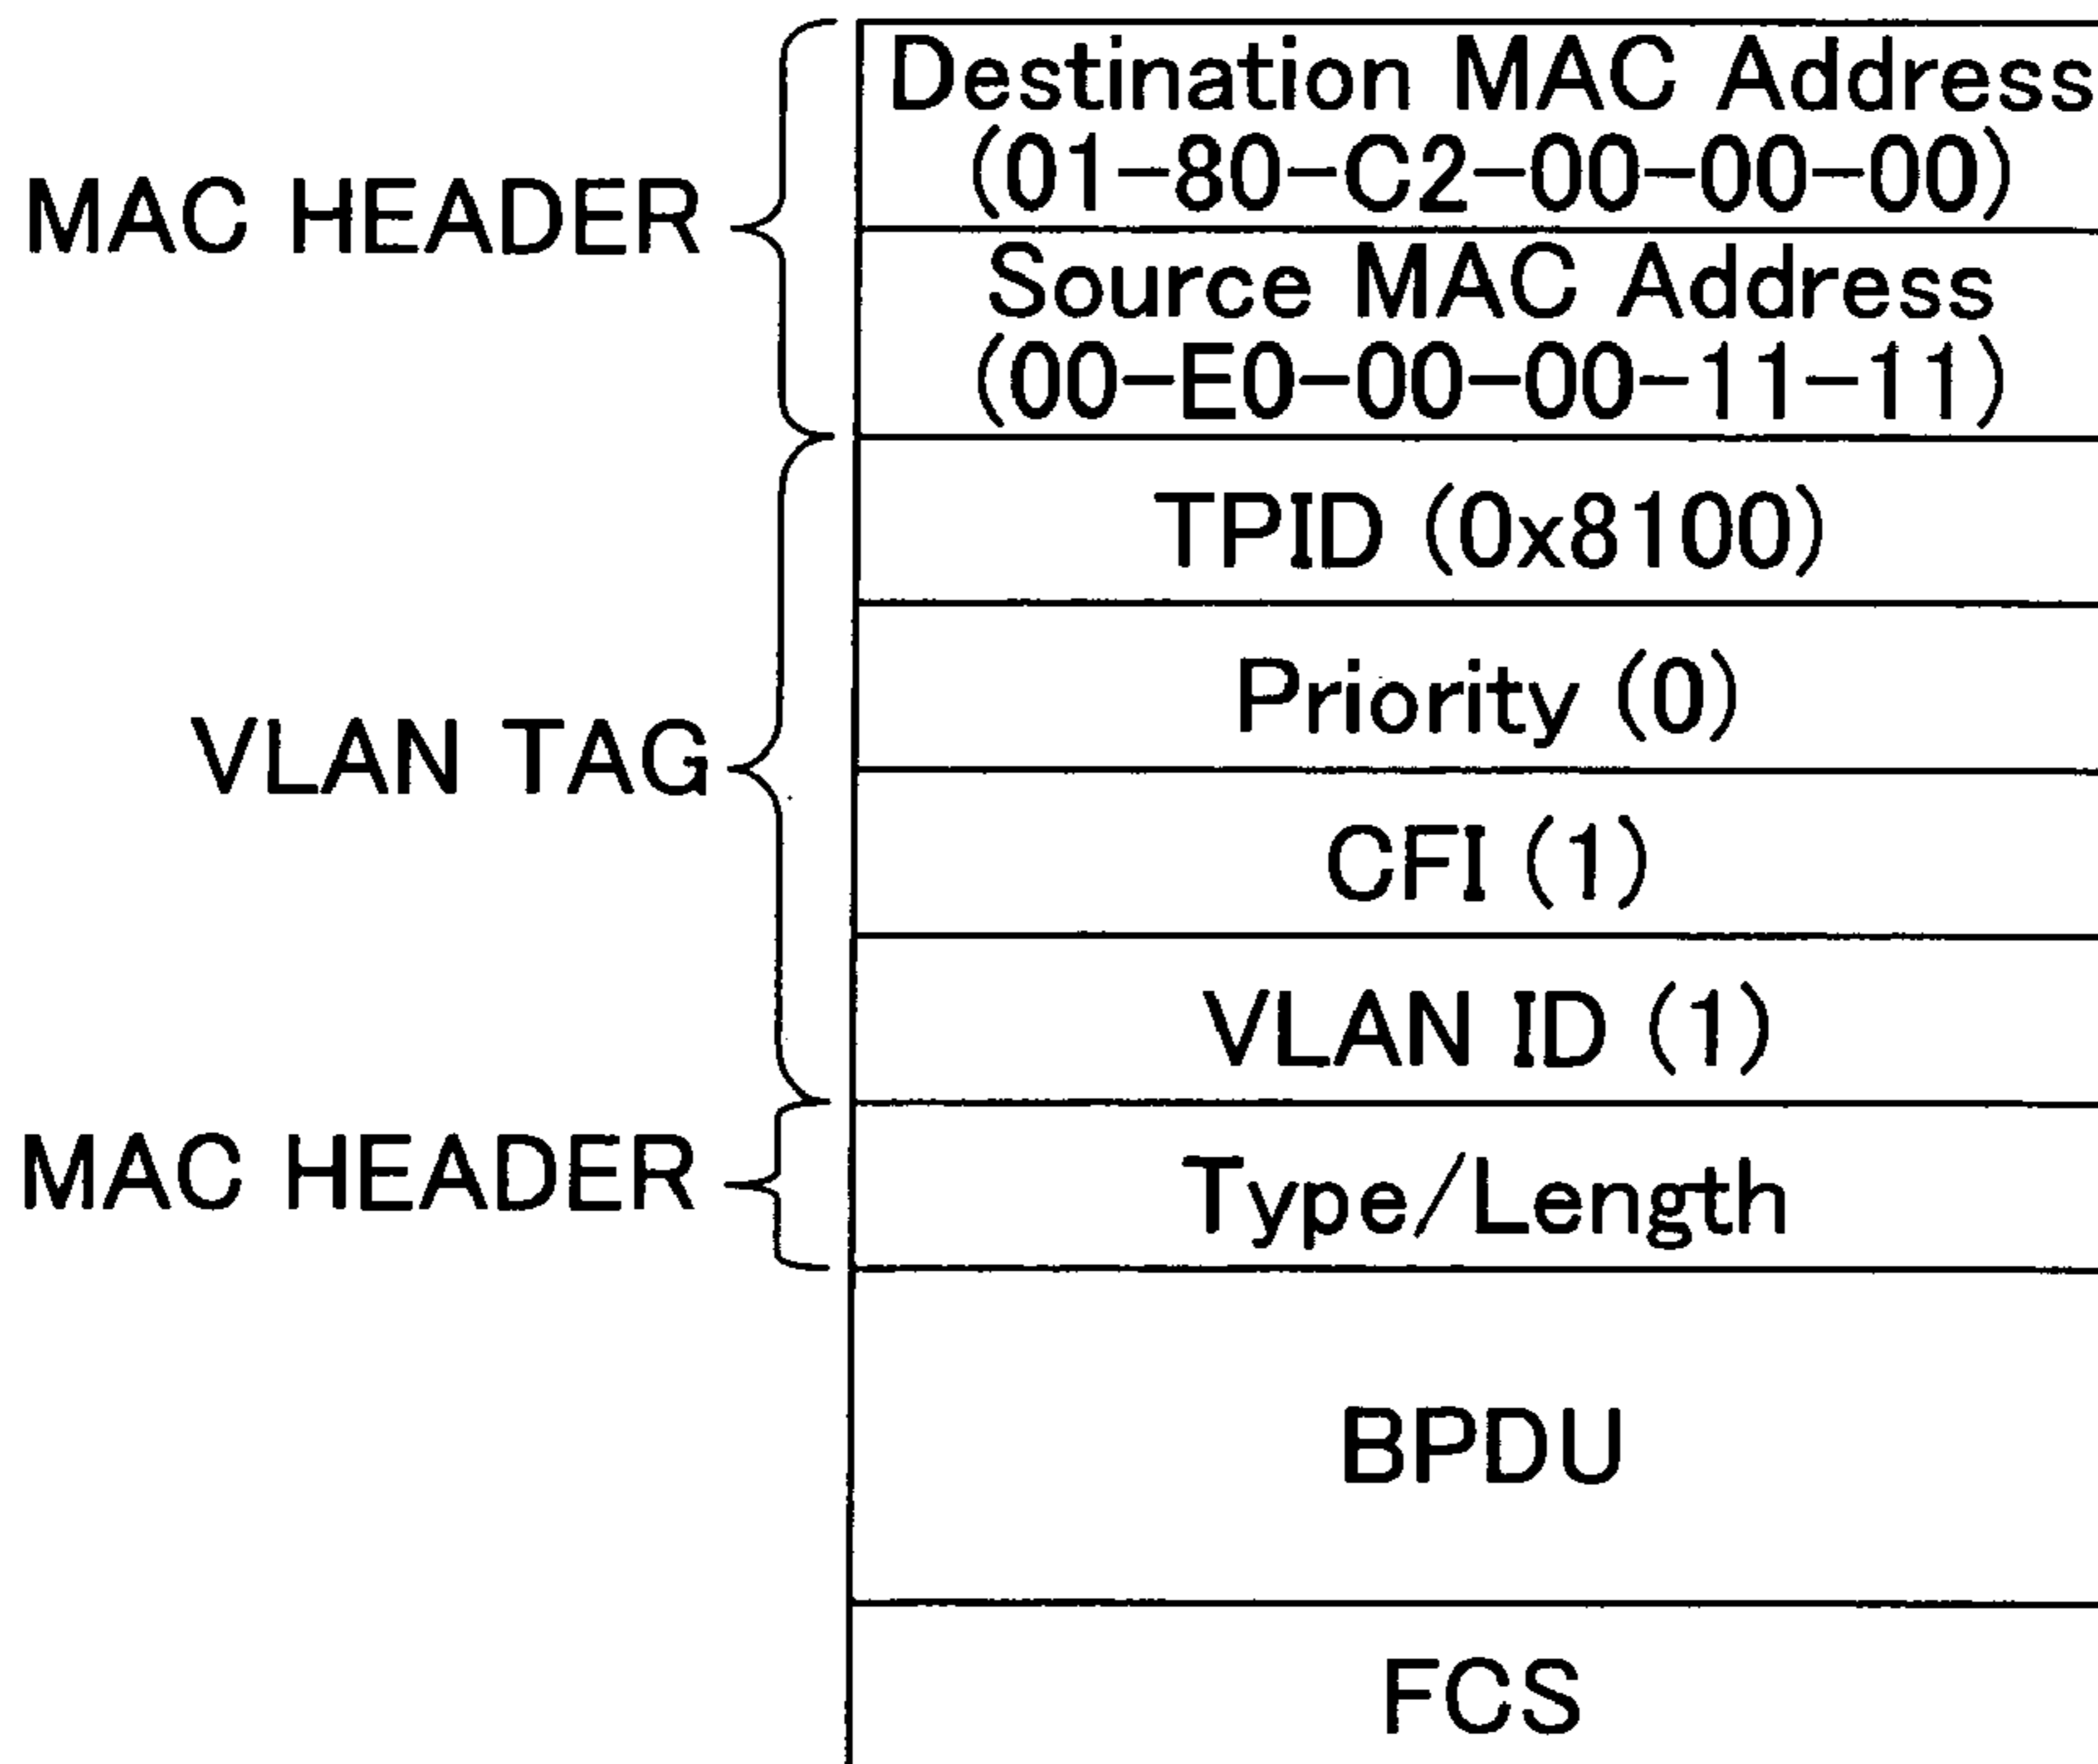 Destination MAC Address
(01-80-C2-00-00-00)
MAC HEADER
Source MAC Address
(00-E0-00-00-11-11)
TPID (0x8100)
Priority (0)
VLAN TAG
CFI (1)
VLAN ID (1)
MAC HEADER
Type/Length
BPDU
FCS